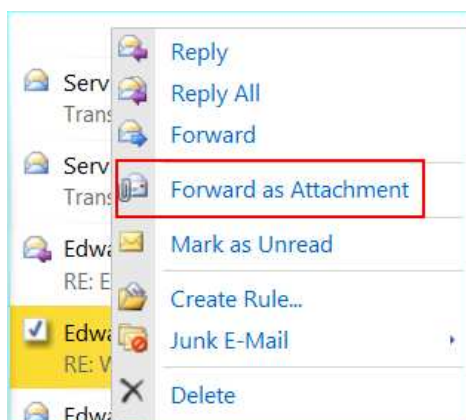 Reply
Serv
Reply All
Trans
Forward
Serv
Trans
Forward as Attachment
Edwa
Mark as Unread
RE: E
Create Rule...
Edwa
Junk E-Mail
RE: W
Delete
Edwa